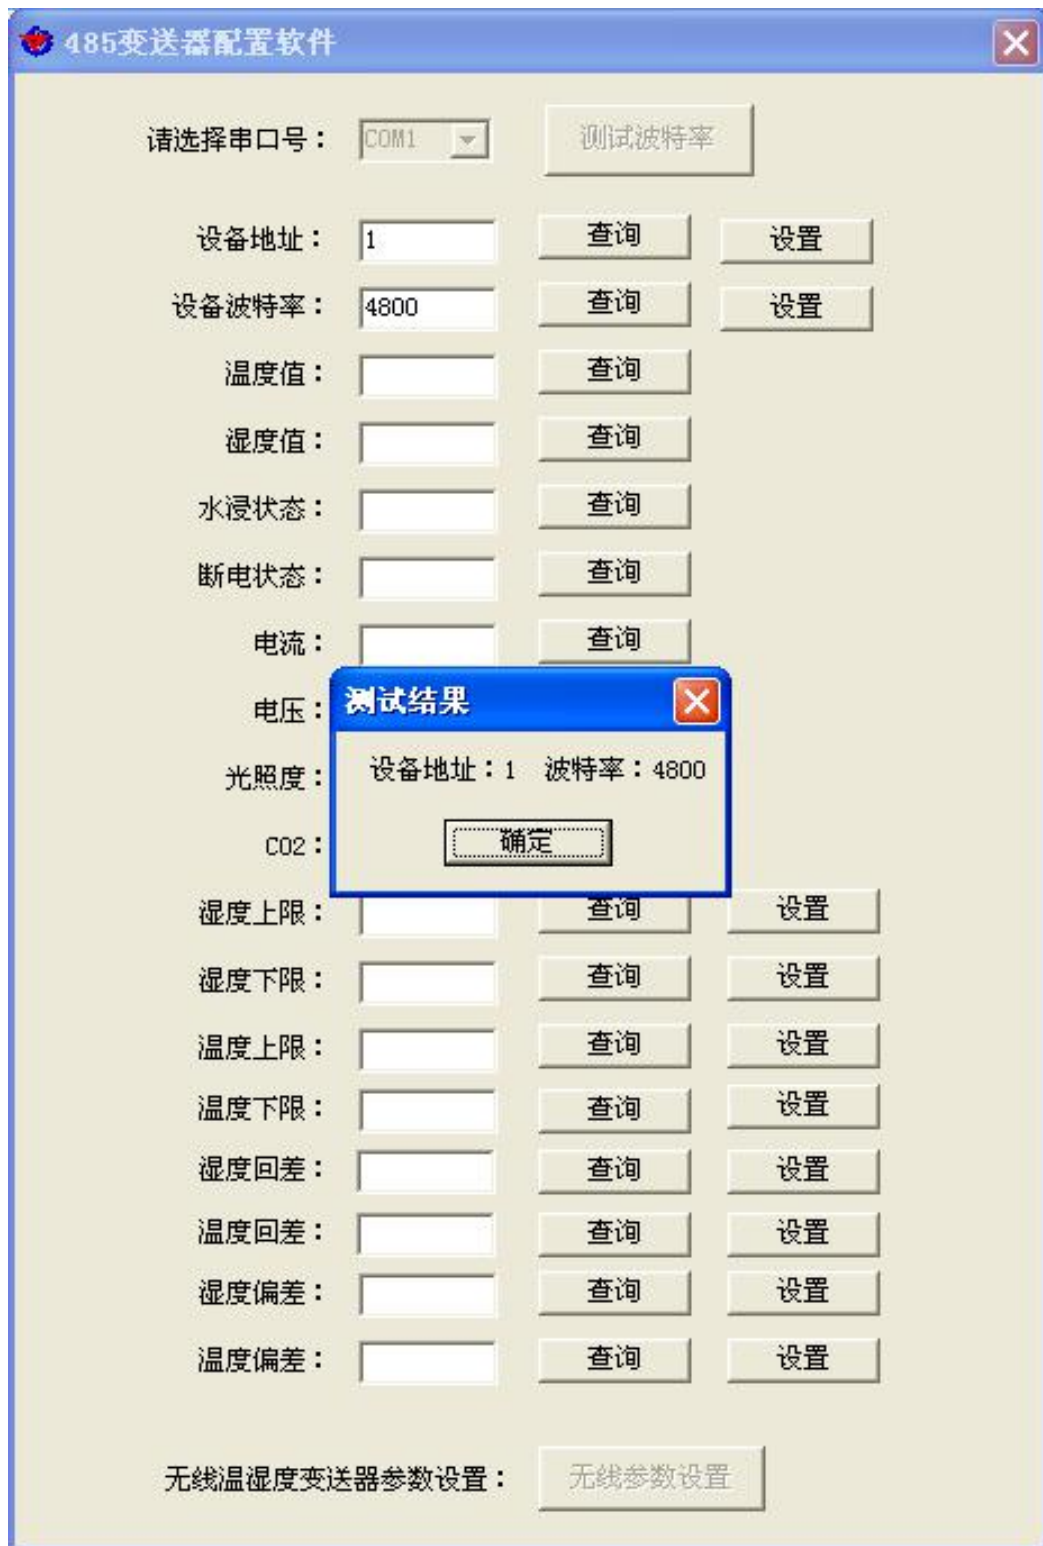 485变送器配置软件
请选择串口号： COM1 测试波特率
设备地址： 1 查询 设置
设备波特率： 4800 查询 设置
温度值： 查询
湿度值： 查询
水浸状态： 查询
断电状态： 查询
电流： 查询
电压：
测试结果
光照度：
设备地址：1 波特率：4800
CO2：
确定
湿度上限： 查询 设置
湿度下限： 查询 设置
温度上限： 查询 设置
温度下限： 查询 设置
湿度回差： 查询 设置
温度回差： 查询 设置
湿度偏差： 查询 设置
温度偏差： 查询 设置
无线温湿度变送器参数设置： 无线参数设置